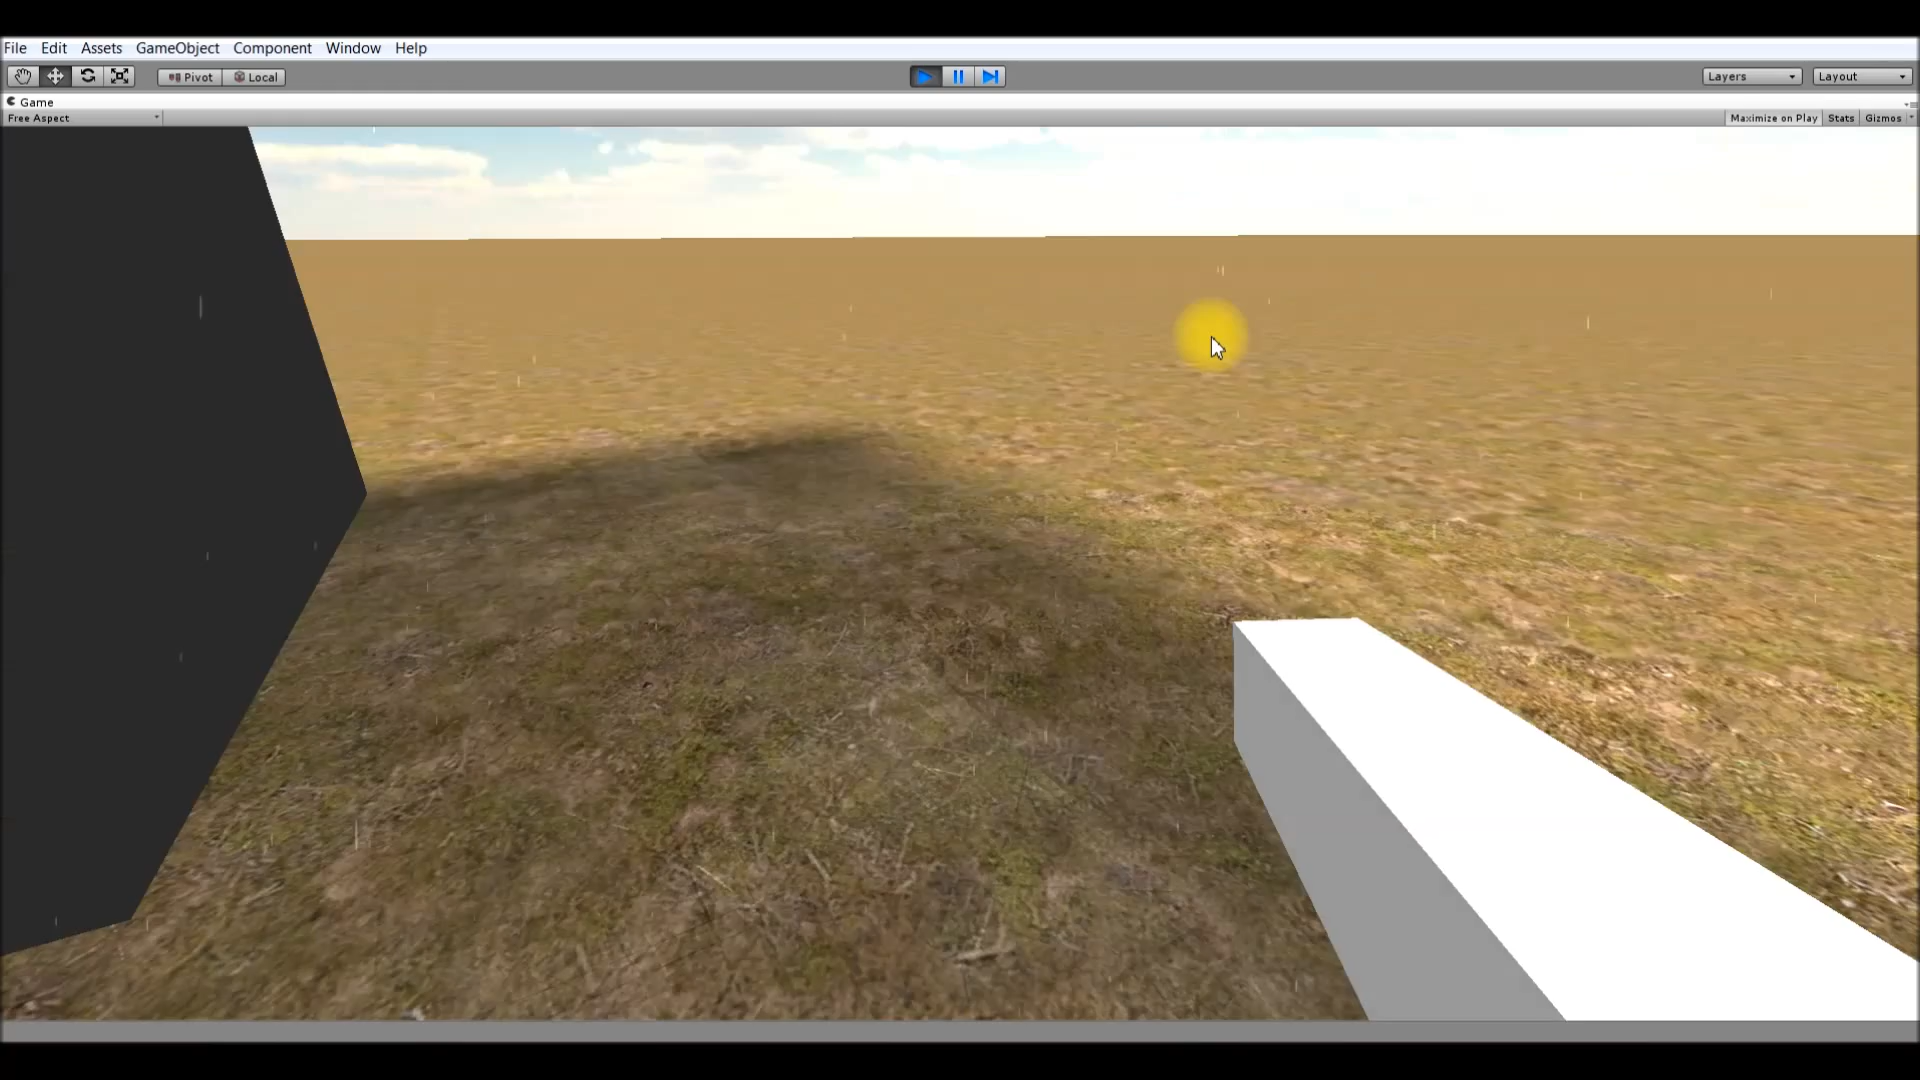 File Edit Assets GameObject Component Window Help
Pivot Local Layers Layout
Game
Free Aspect Maximize on Play Stats Gizmos